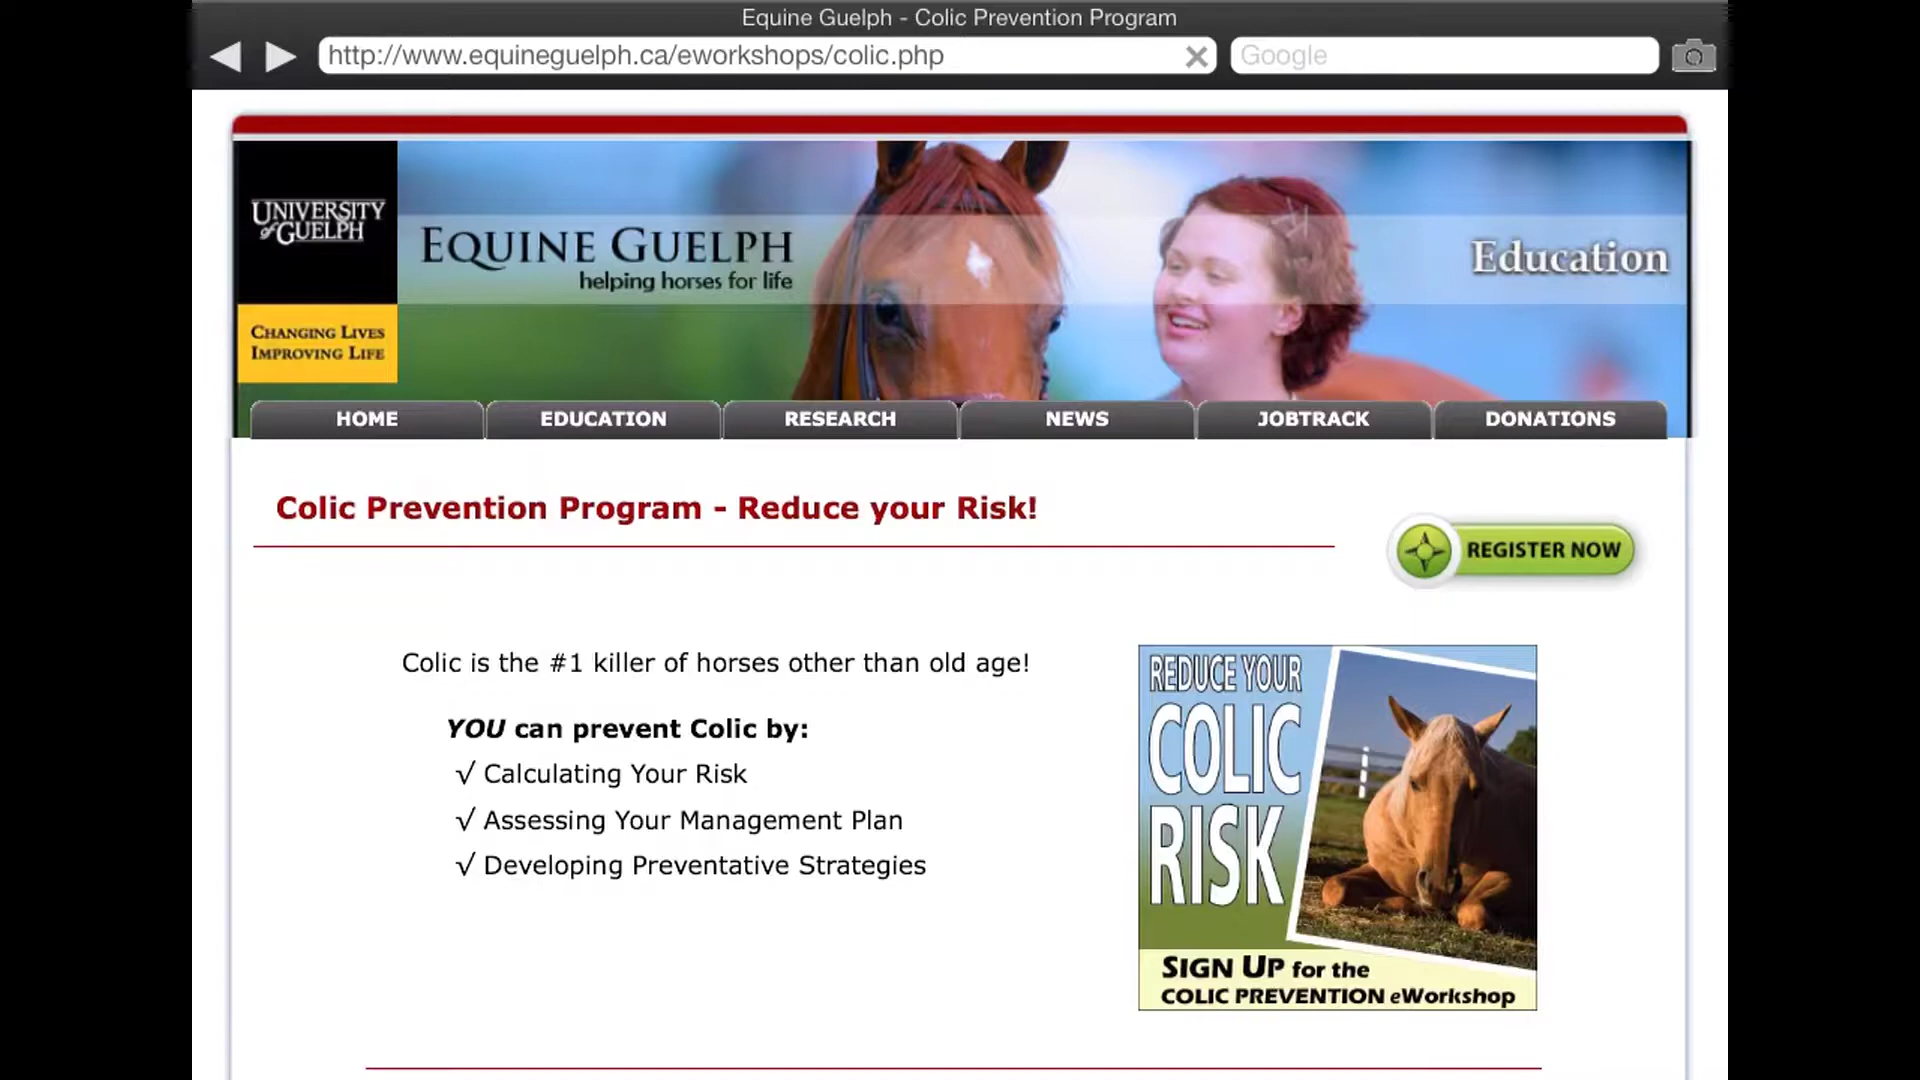 Equine Guelph - Colic Prevention Program
http://www.equineguelph.ca/eworkshops/colic.php
Google
UNIVERSITY
of GUELPH
CHANGING LIVES
IMPROVING LIFE
EQUINE GUELPH
helping horses for life
Education
HOME
EDUCATION
RESEARCH
NEWS
JOBTRACK
DONATIONS
Colic Prevention Program - Reduce your Risk!
REGISTER NOW
Colic is the #1 killer of horses other than old age!
YOU can prevent Colic by:
√ Calculating Your Risk
√ Assessing Your Management Plan
√ Developing Preventative Strategies
REDUCE YOUR
COLIC
RISK
SIGN UP for the
COLIC PREVENTION eWorkshop